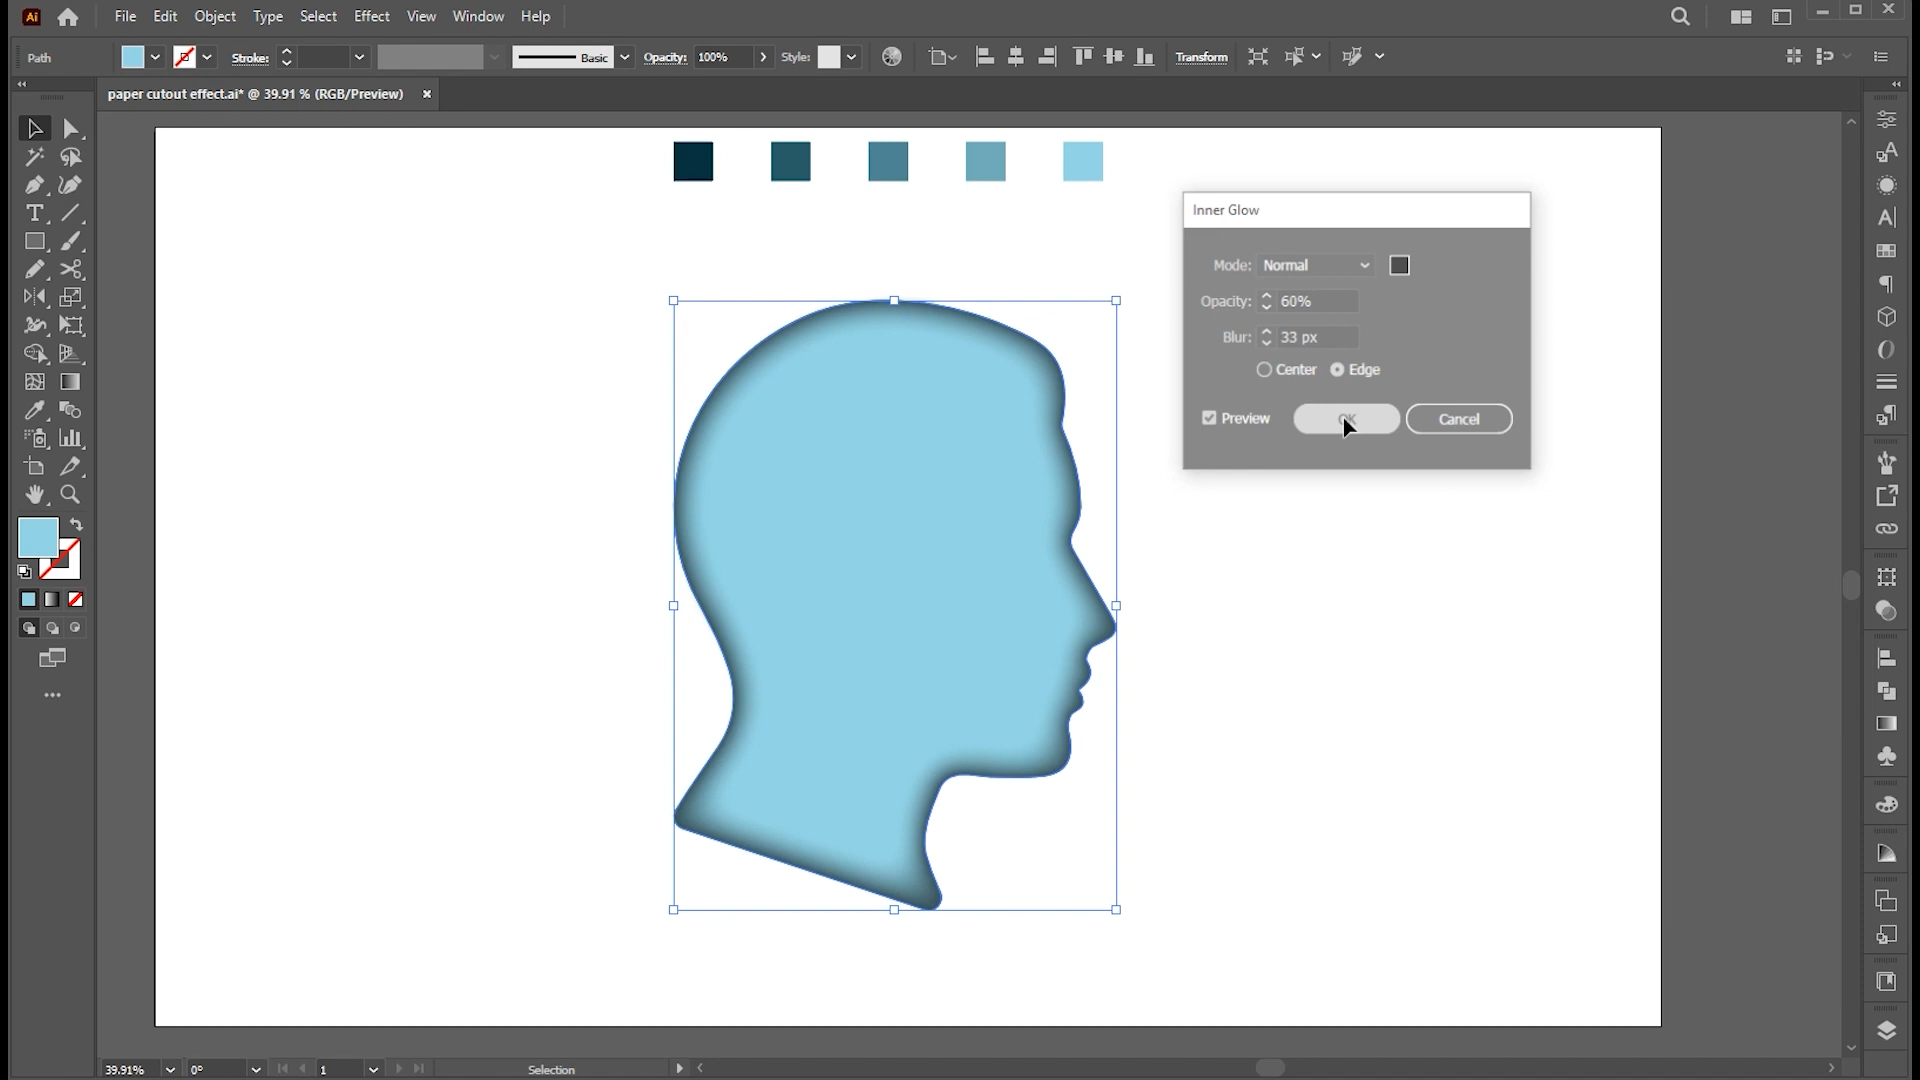 Ai File Edit Object Type Select Effect View Window Help
Path Stroke: Basic Opacity: 100% Style: Transform
paper cutout effect.ai* @ 39.91 % (RGB/Preview) ×
Inner Glow
Mode: Normal
Opacity: 60%
Blur: 33 px
Center Edge
Preview OK Cancel
39.91% 0° 1 Selection